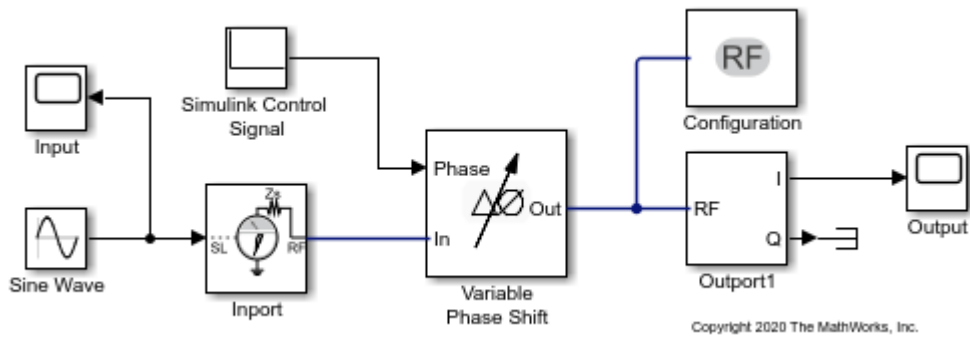 RF
Configuration
Simulink Control
Signal
Input
Phase
Out
In
Zs
SL
RF
Inport
Sine Wave
Variable
Phase Shift
RF
I
Q
Outport1
Output
Copyright 2020 The MathWorks, Inc.